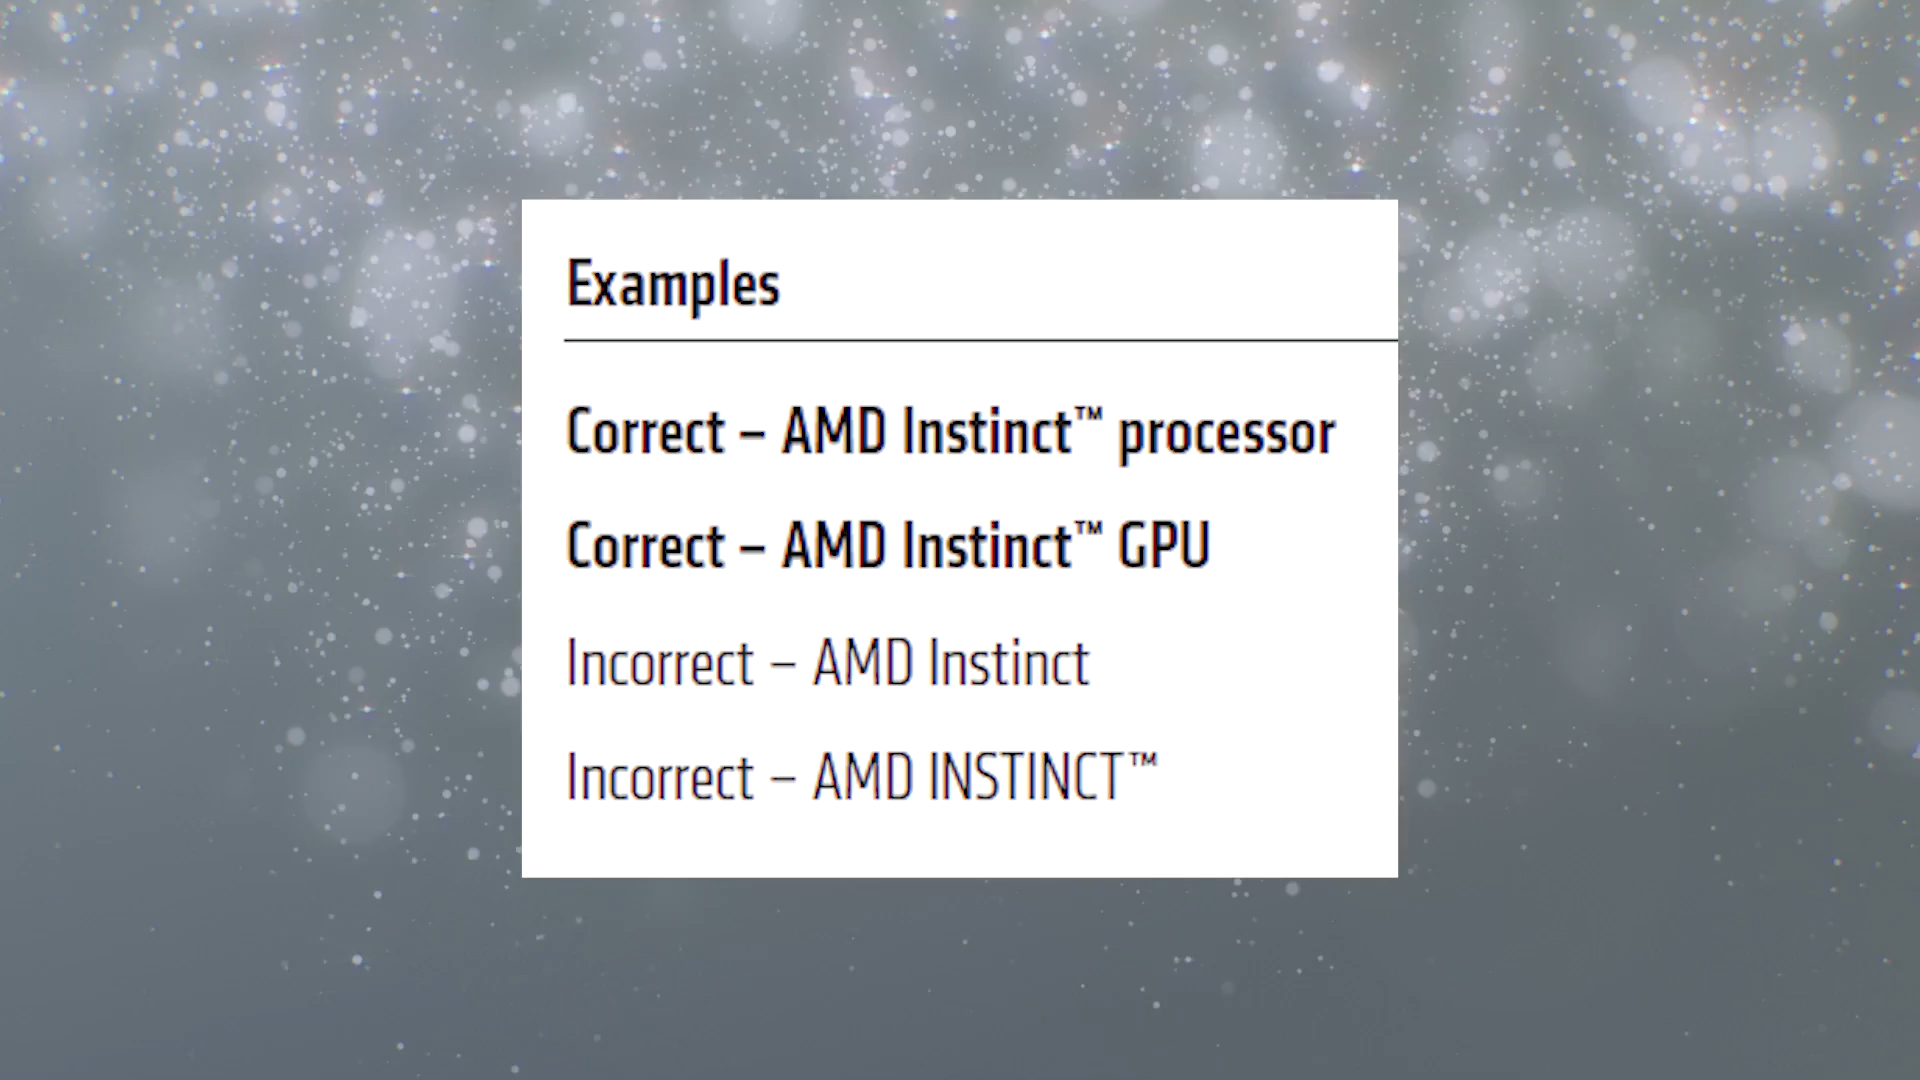 Examples
Correct – AMD Instinct™ processor
Correct – AMD Instinct™ GPU
Incorrect – AMD Instinct
Incorrect – AMD INSTINCT™